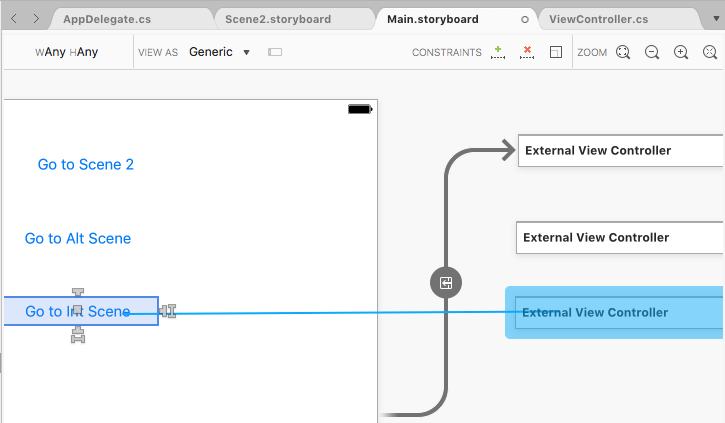 AppDelegate.cs
Scene2.storyboard
Main.storyboard
ViewController.cs
wAny hAny
VIEW AS
Generic
CONSTRAINTS
ZOOM
Go to Scene 2
Go to Alt Scene
Go to Int Scene
External View Controller
External View Controller
External View Controller